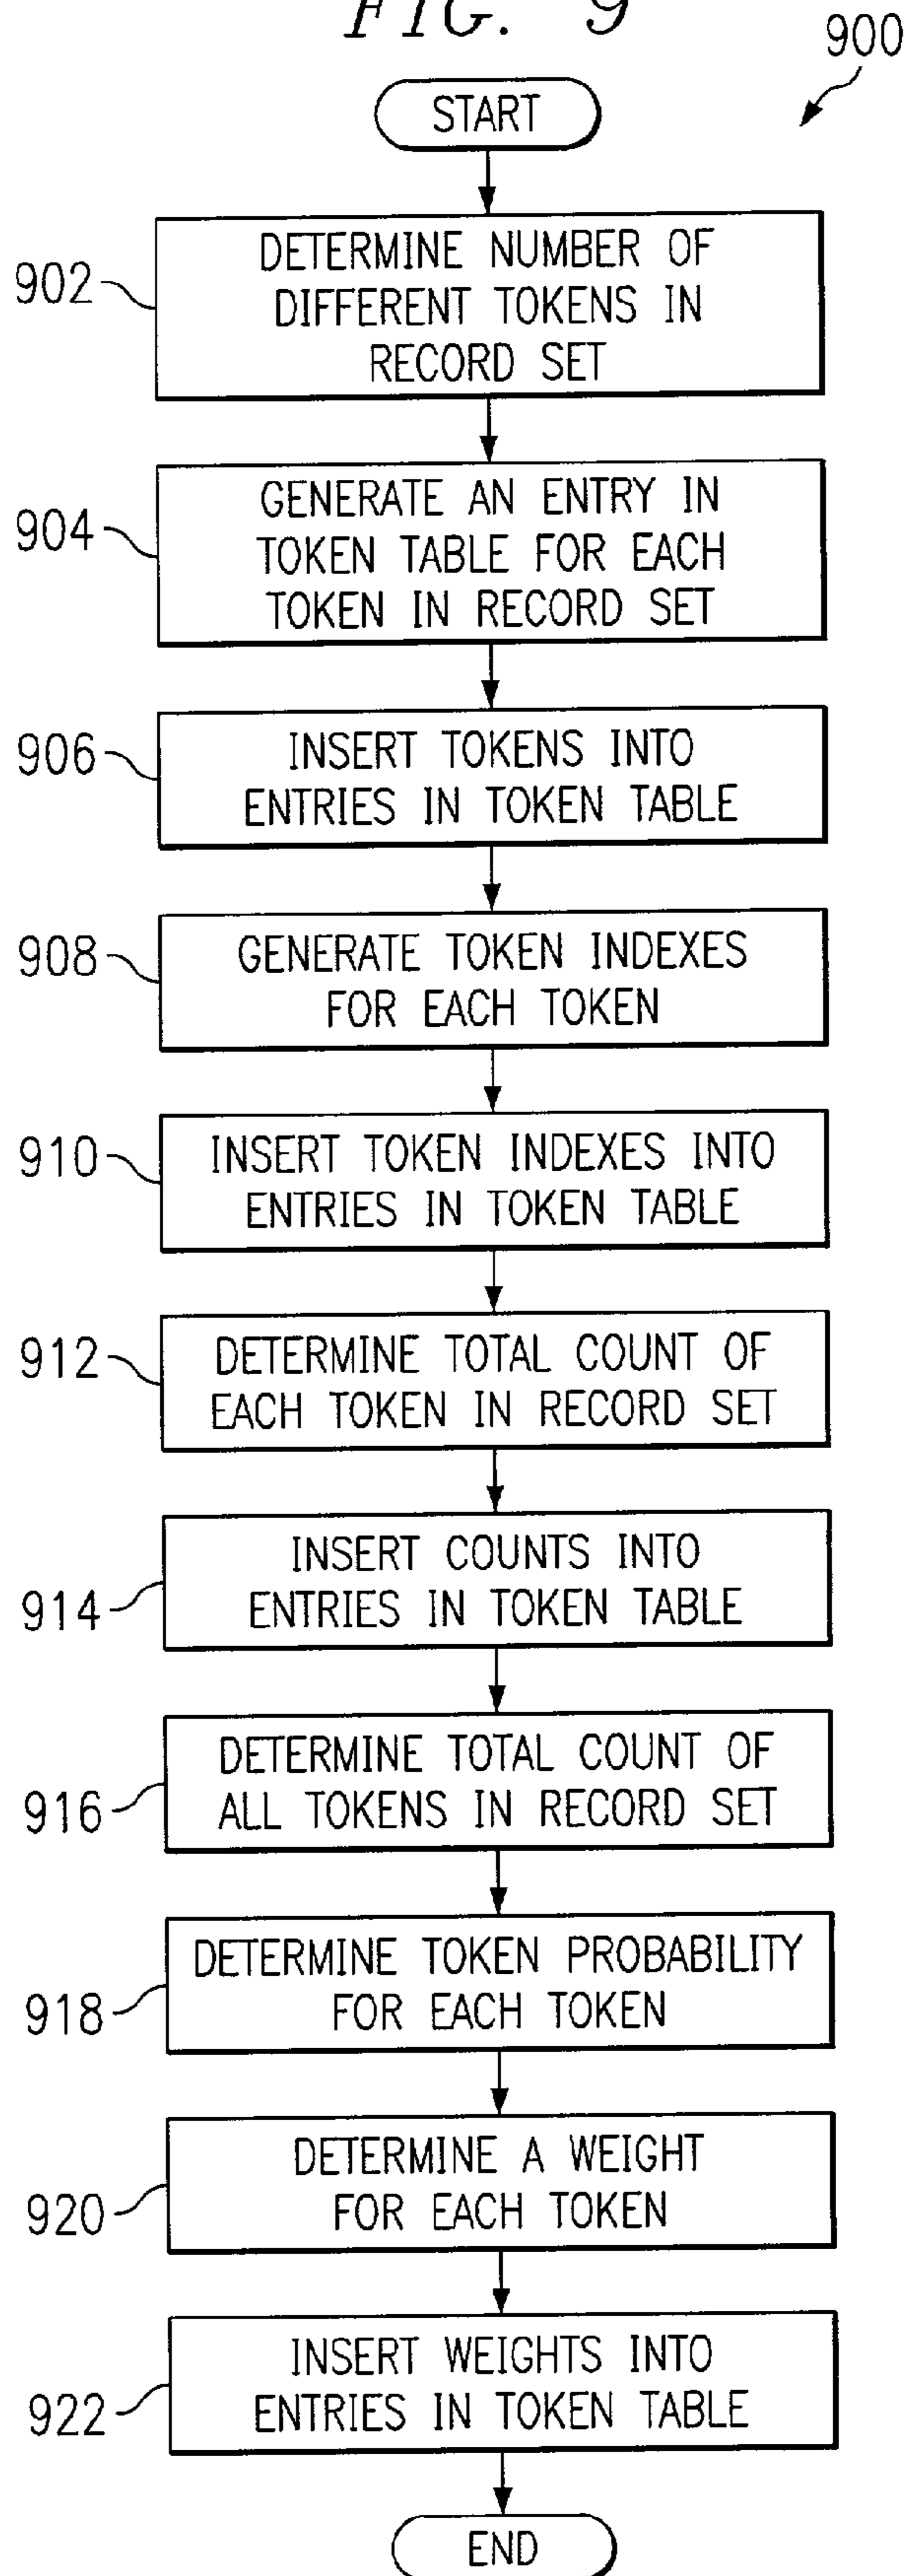 FIG. 9
900
START
902
DETERMINE NUMBER OF
DIFFERENT TOKENS IN
RECORD SET
904
GENERATE AN ENTRY IN
TOKEN TABLE FOR EACH
TOKEN IN RECORD SET
906
INSERT TOKENS INTO
ENTRIES IN TOKEN TABLE
908
GENERATE TOKEN INDEXES
FOR EACH TOKEN
910
INSERT TOKEN INDEXES INTO
ENTRIES IN TOKEN TABLE
912
DETERMINE TOTAL COUNT OF
EACH TOKEN IN RECORD SET
914
INSERT COUNTS INTO
ENTRIES IN TOKEN TABLE
916
DETERMINE TOTAL COUNT OF
ALL TOKENS IN RECORD SET
918
DETERMINE TOKEN PROBABILITY
FOR EACH TOKEN
920
DETERMINE A WEIGHT
FOR EACH TOKEN
922
INSERT WEIGHTS INTO
ENTRIES IN TOKEN TABLE
END